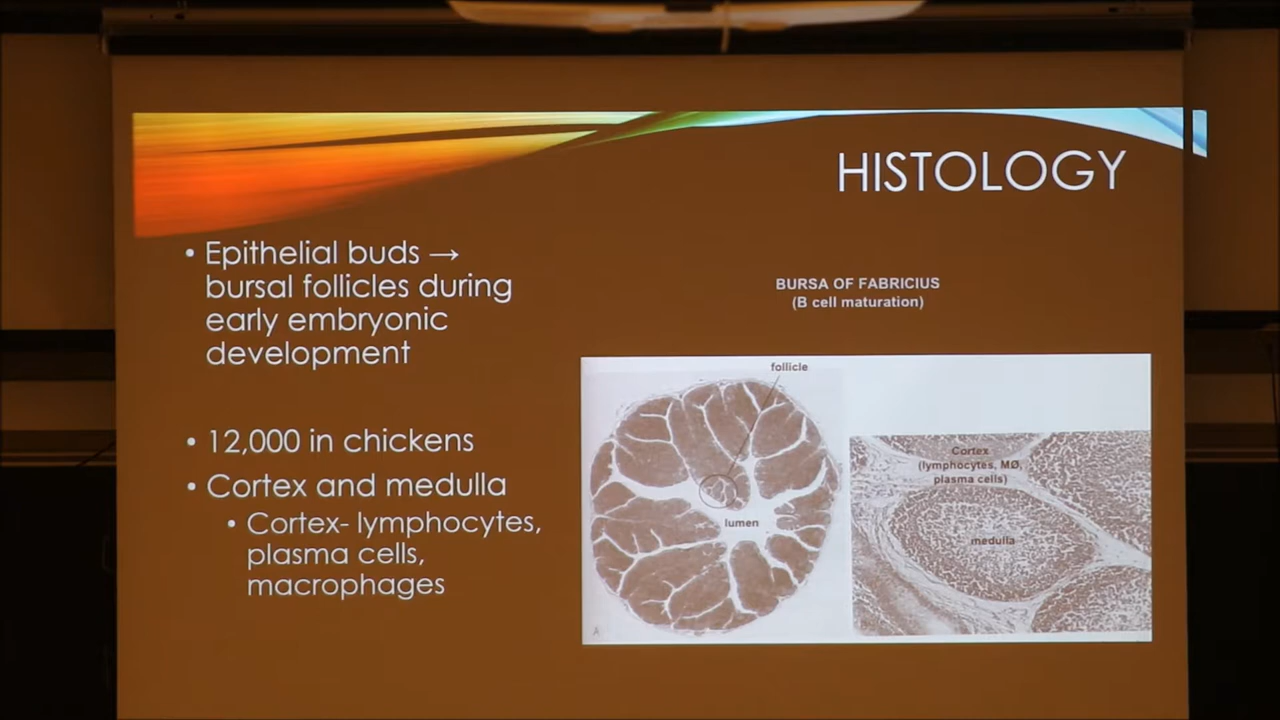 HISTOLOGY
• Epithelial buds →
bursal follicles during
early embryonic
development
• 12,000 in chickens
• Cortex and medulla
• Cortex- lymphocytes,
plasma cells,
macrophages
BURSA OF FABRICIUS
(B cell maturation)
follicle
lumen
A
Cortex
(lymphocytes, MØ,
plasma cells)
medulla